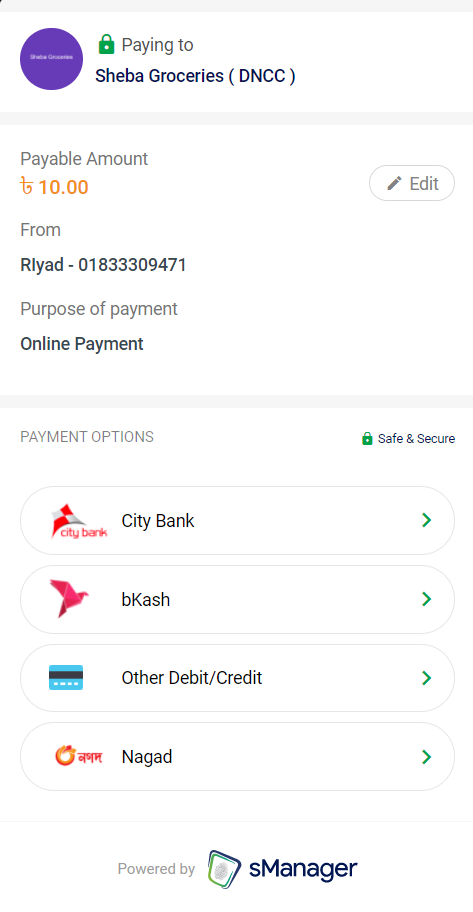 Sheba Groceries
Paying to
Sheba Groceries ( DNCC )
Payable Amount
৳ 10.00
Edit
From
RIyad - 01833309471
Purpose of payment
Online Payment
PAYMENT OPTIONS
Safe & Secure
city bank
City Bank
bKash
Other Debit/Credit
নগদ
Nagad
Powered by sManager